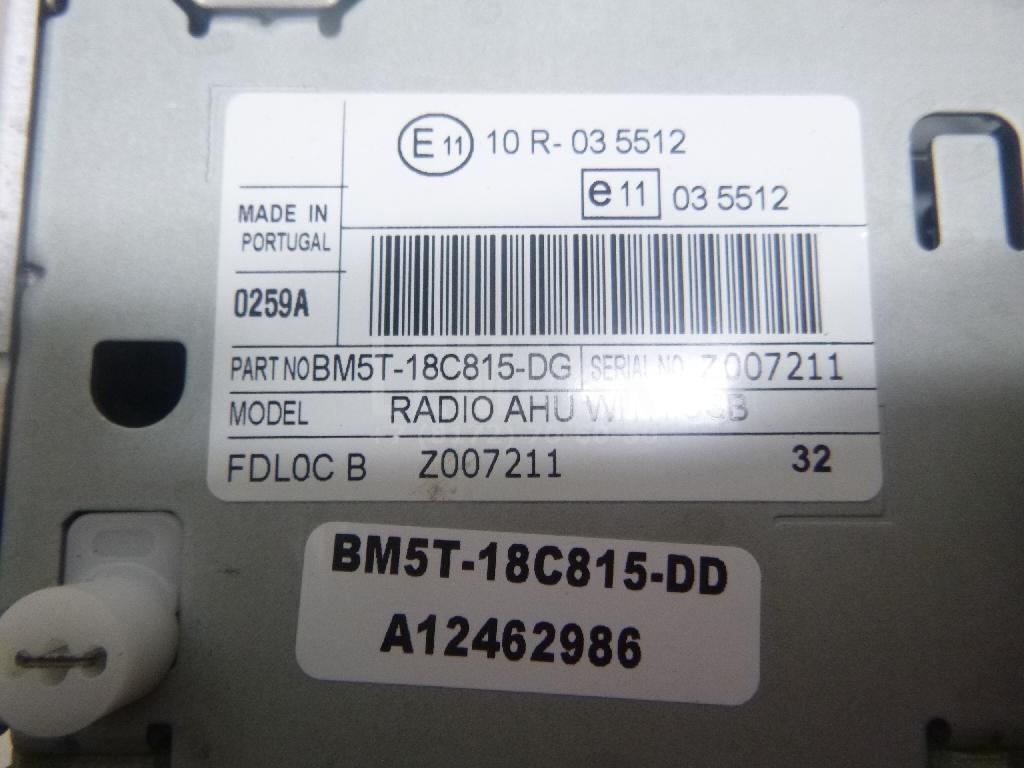 E 11 10 R- 03 5512
e 11 03 5512
MADE IN
PORTUGAL
0259A
PART NO BM5T-18C815-DG SERIAL NO. Z007211
MODEL RADIO AHU
FDL0C B Z007211 32
BM5T-18C815-DD
A12462986